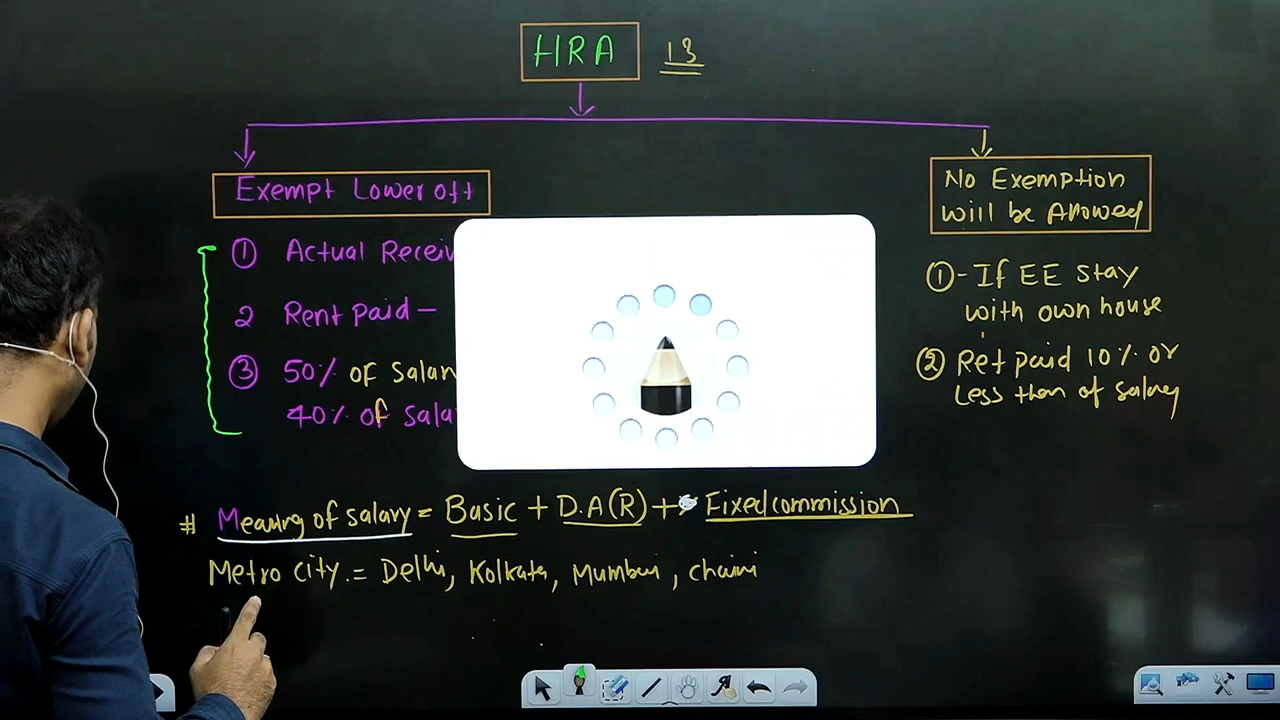 HRA 13
Exempt Lower off
① Actual Receiv
2 Rent paid -
③ 50% of Salar
40% of Sala
No Exemption
will be Allowed
① - If EE Stay
with own house
② Ret paid 10% or
Less then of salary
# Meaning of salary = Basic + D.A(R) + Fixed commission
Metro city. = Delhi, Kolkata, Mumbai, chaini